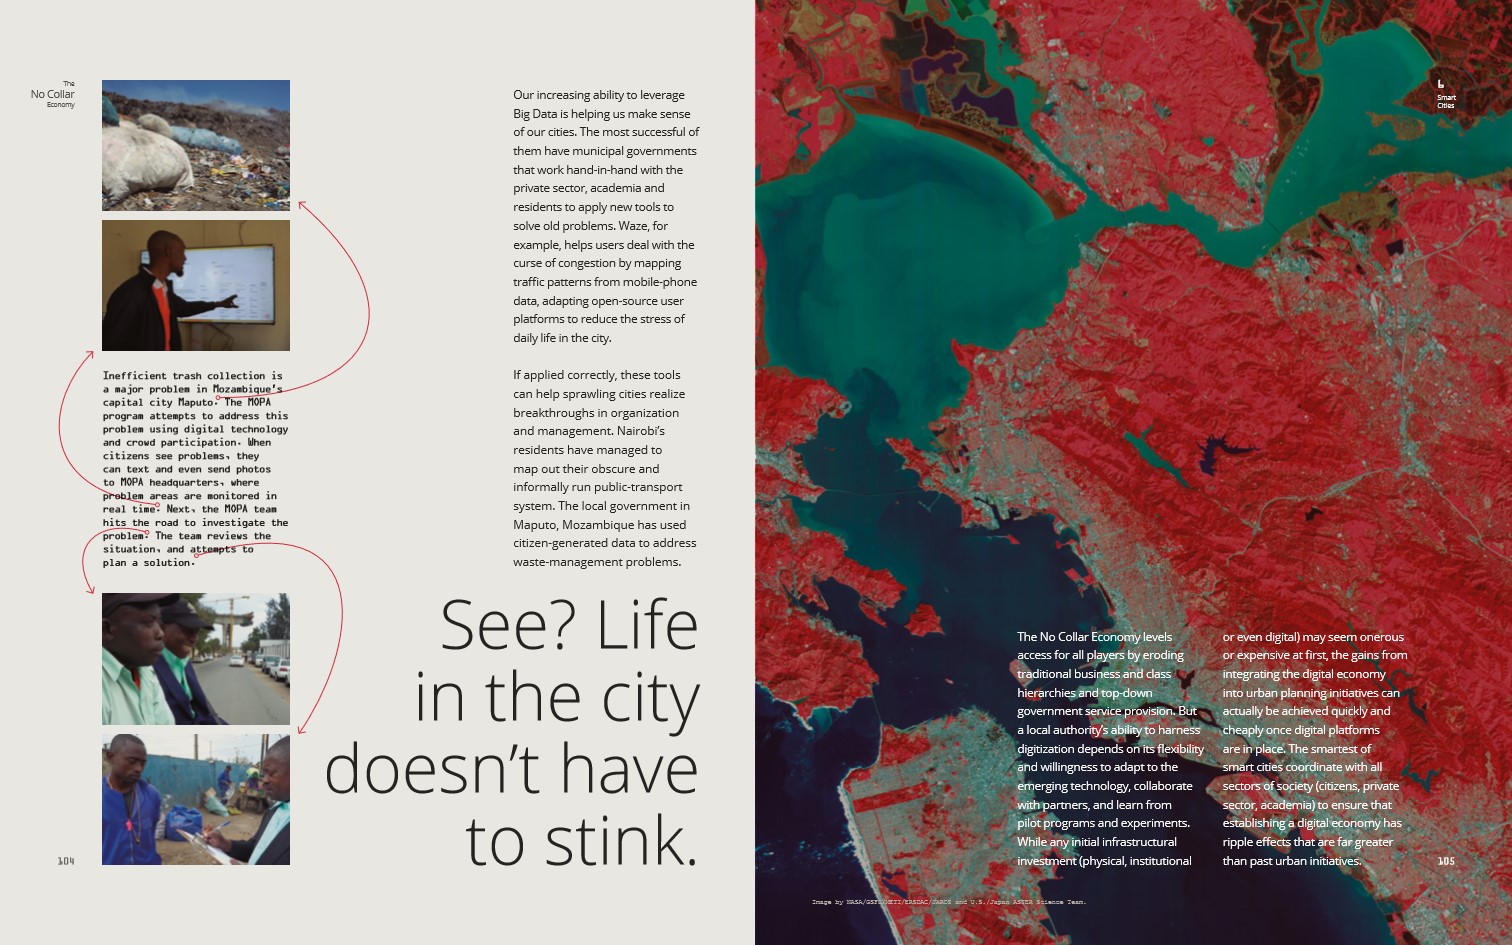 The
No Collar
Economy
Inefficient trash collection is
a major problem in Mozambique's
capital city Maputo. The MOPA
program attempts to address this
problem using digital technology
and crowd participation. When
citizens see problems, they
can text and even send photos
to MOPA headquarters, where
problem areas are monitored in
real time. Next, the MOPA team
hits the road to investigate the
problem. The team reviews the
situation, and attempts to
plan a solution.
104
Our increasing ability to leverage
Big Data is helping us make sense
of our cities. The most successful of
them have municipal governments
that work hand-in-hand with the
private sector, academia and
residents to apply new tools to
solve old problems. Waze, for
example, helps users deal with the
curse of congestion by mapping
traffic patterns from mobile-phone
data, adapting open-source user
platforms to reduce the stress of
daily life in the city.
If applied correctly, these tools
can help sprawling cities realize
breakthroughs in organization
and management. Nairobi's
residents have managed to
map out their obscure and
informally run public-transport
system. The local government in
Maputo, Mozambique has used
citizen-generated data to address
waste-management problems.
See? Life
in the city
doesn't have
to stink.
Smart
Cities
The No Collar Economy levels
access for all players by eroding
traditional business and class
hierarchies and top-down
government service provision. But
a local authority's ability to harness
digitization depends on its flexibility
and willingness to adapt to the
emerging technology, collaborate
with partners, and learn from
pilot programs and experiments.
While any initial infrastructural
investment (physical, institutional
or even digital) may seem onerous
or expensive at first, the gains from
integrating the digital economy
into urban planning initiatives can
actually be achieved quickly and
cheaply once digital platforms
are in place. The smartest of
smart cities coordinate with all
sectors of society (citizens, private
sector, academia) to ensure that
establishing a digital economy has
ripple effects that are far greater
than past urban initiatives.
105
Image by NASA/GSFC/METI/ERSDAC/JAROS and U.S./Japan ASTER Science Team.